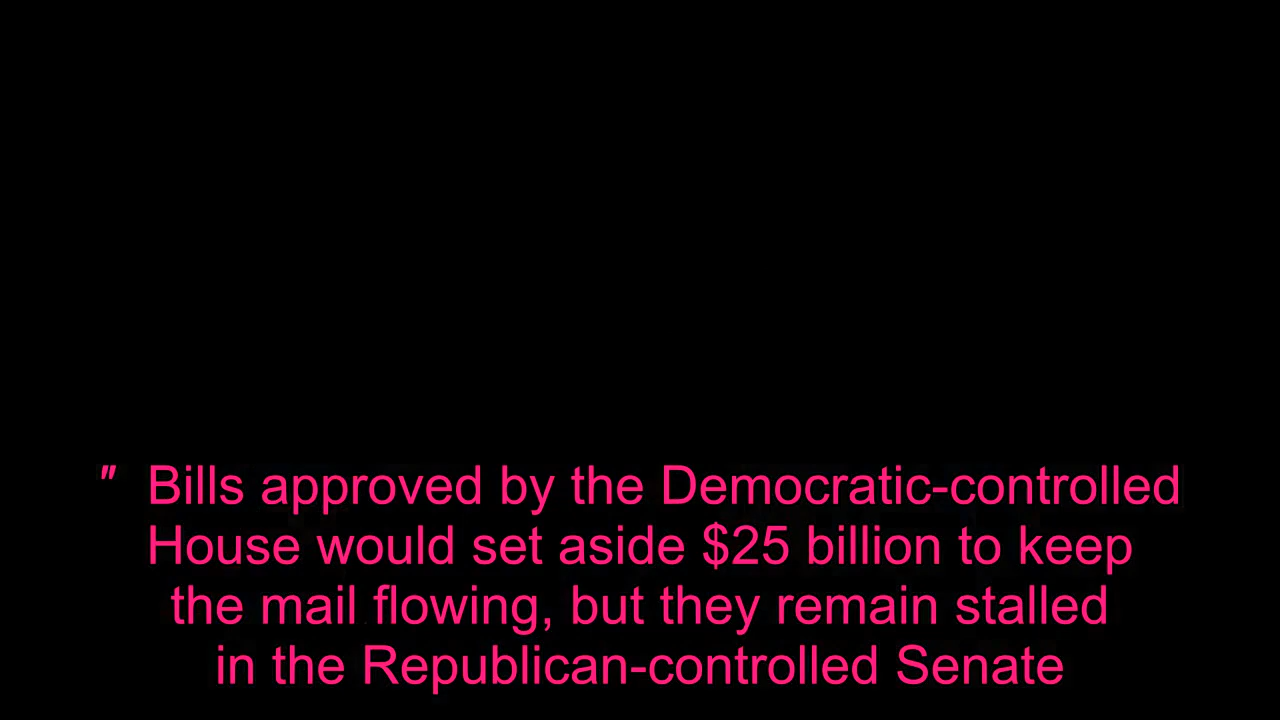 " Bills approved by the Democratic-controlled
House would set aside $25 billion to keep
the mail flowing, but they remain stalled
in the Republican-controlled Senate